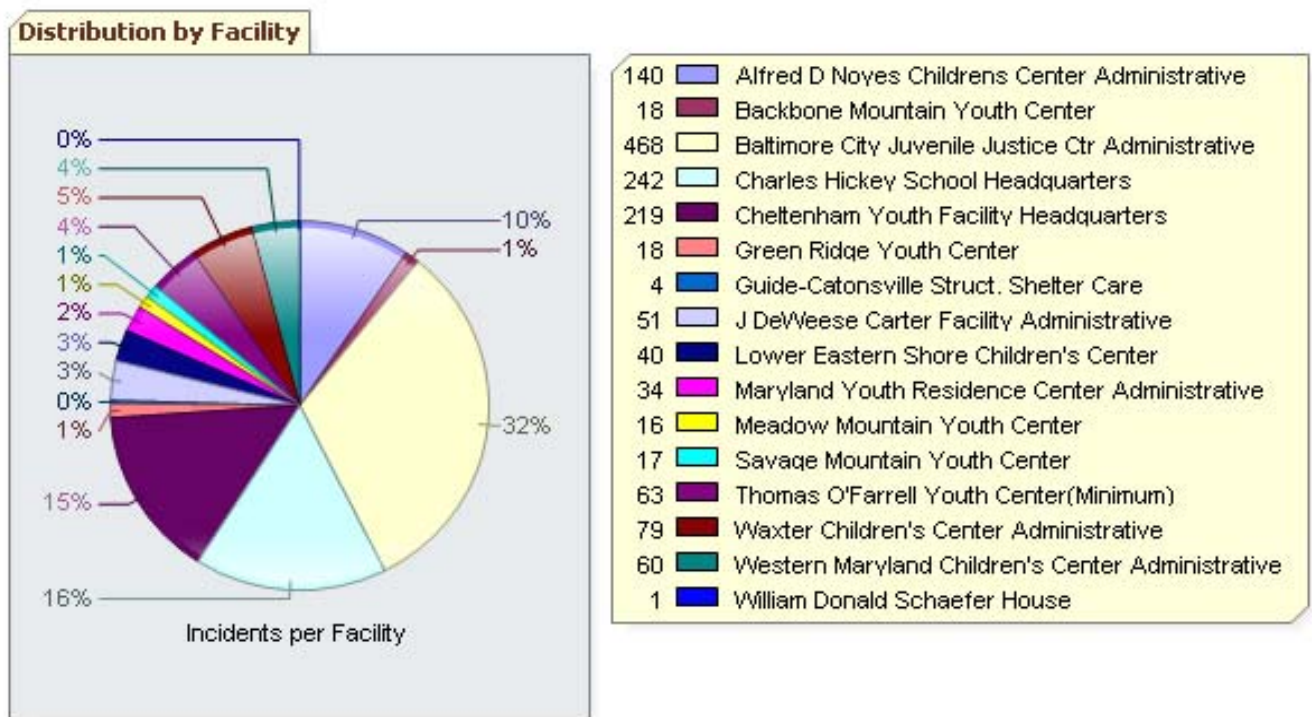 Distribution by Facility
0%
4%
5%
4%
1%
1%
2%
3%
3%
0%
1%
15%
16%
10%
1%
32%
Incidents per Facility
140 Alfred D Noyes Childrens Center Administrative
18 Backbone Mountain Youth Center
468 Baltimore City Juvenile Justice Ctr Administrative
242 Charles Hickey School Headquarters
219 Cheltenham Youth Facility Headquarters
18 Green Ridge Youth Center
4 Guide-Catonsville Struct. Shelter Care
51 J DeWeese Carter Facility Administrative
40 Lower Eastern Shore Children's Center
34 Maryland Youth Residence Center Administrative
16 Meadow Mountain Youth Center
17 Savage Mountain Youth Center
63 Thomas O'Farrell Youth Center(Minimum)
79 Waxter Children's Center Administrative
60 Western Maryland Children's Center Administrative
1 William Donald Schaefer House